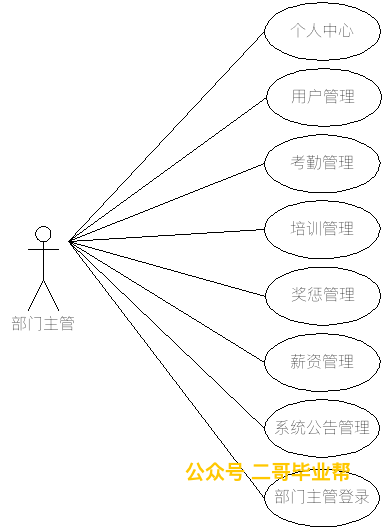 个人中心
用户管理
考勤管理
培训管理
部门主管
奖惩管理
薪资管理
系统公告管理
公众号 二哥毕业帮
部门主管登录